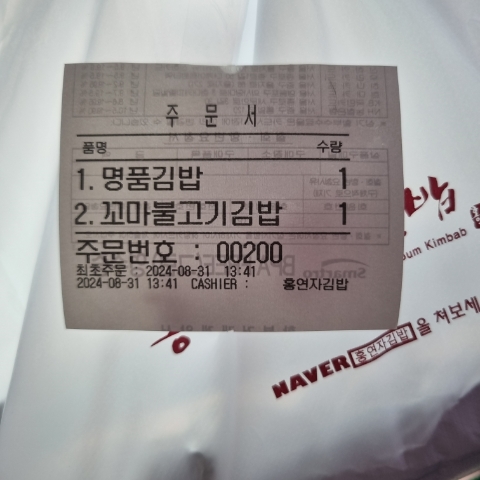 주 문 서
품명 수량
1. 명품김밥 1
2. 꼬마불고기김밥 1
주문번호 : 00200
최초주문 : 2024-08-31 13:41
2024-08-31 13:41 CASHIER : 홍연자김밥
밥
um Kimbab
NAVER 홍연자김밥 을 쳐보세